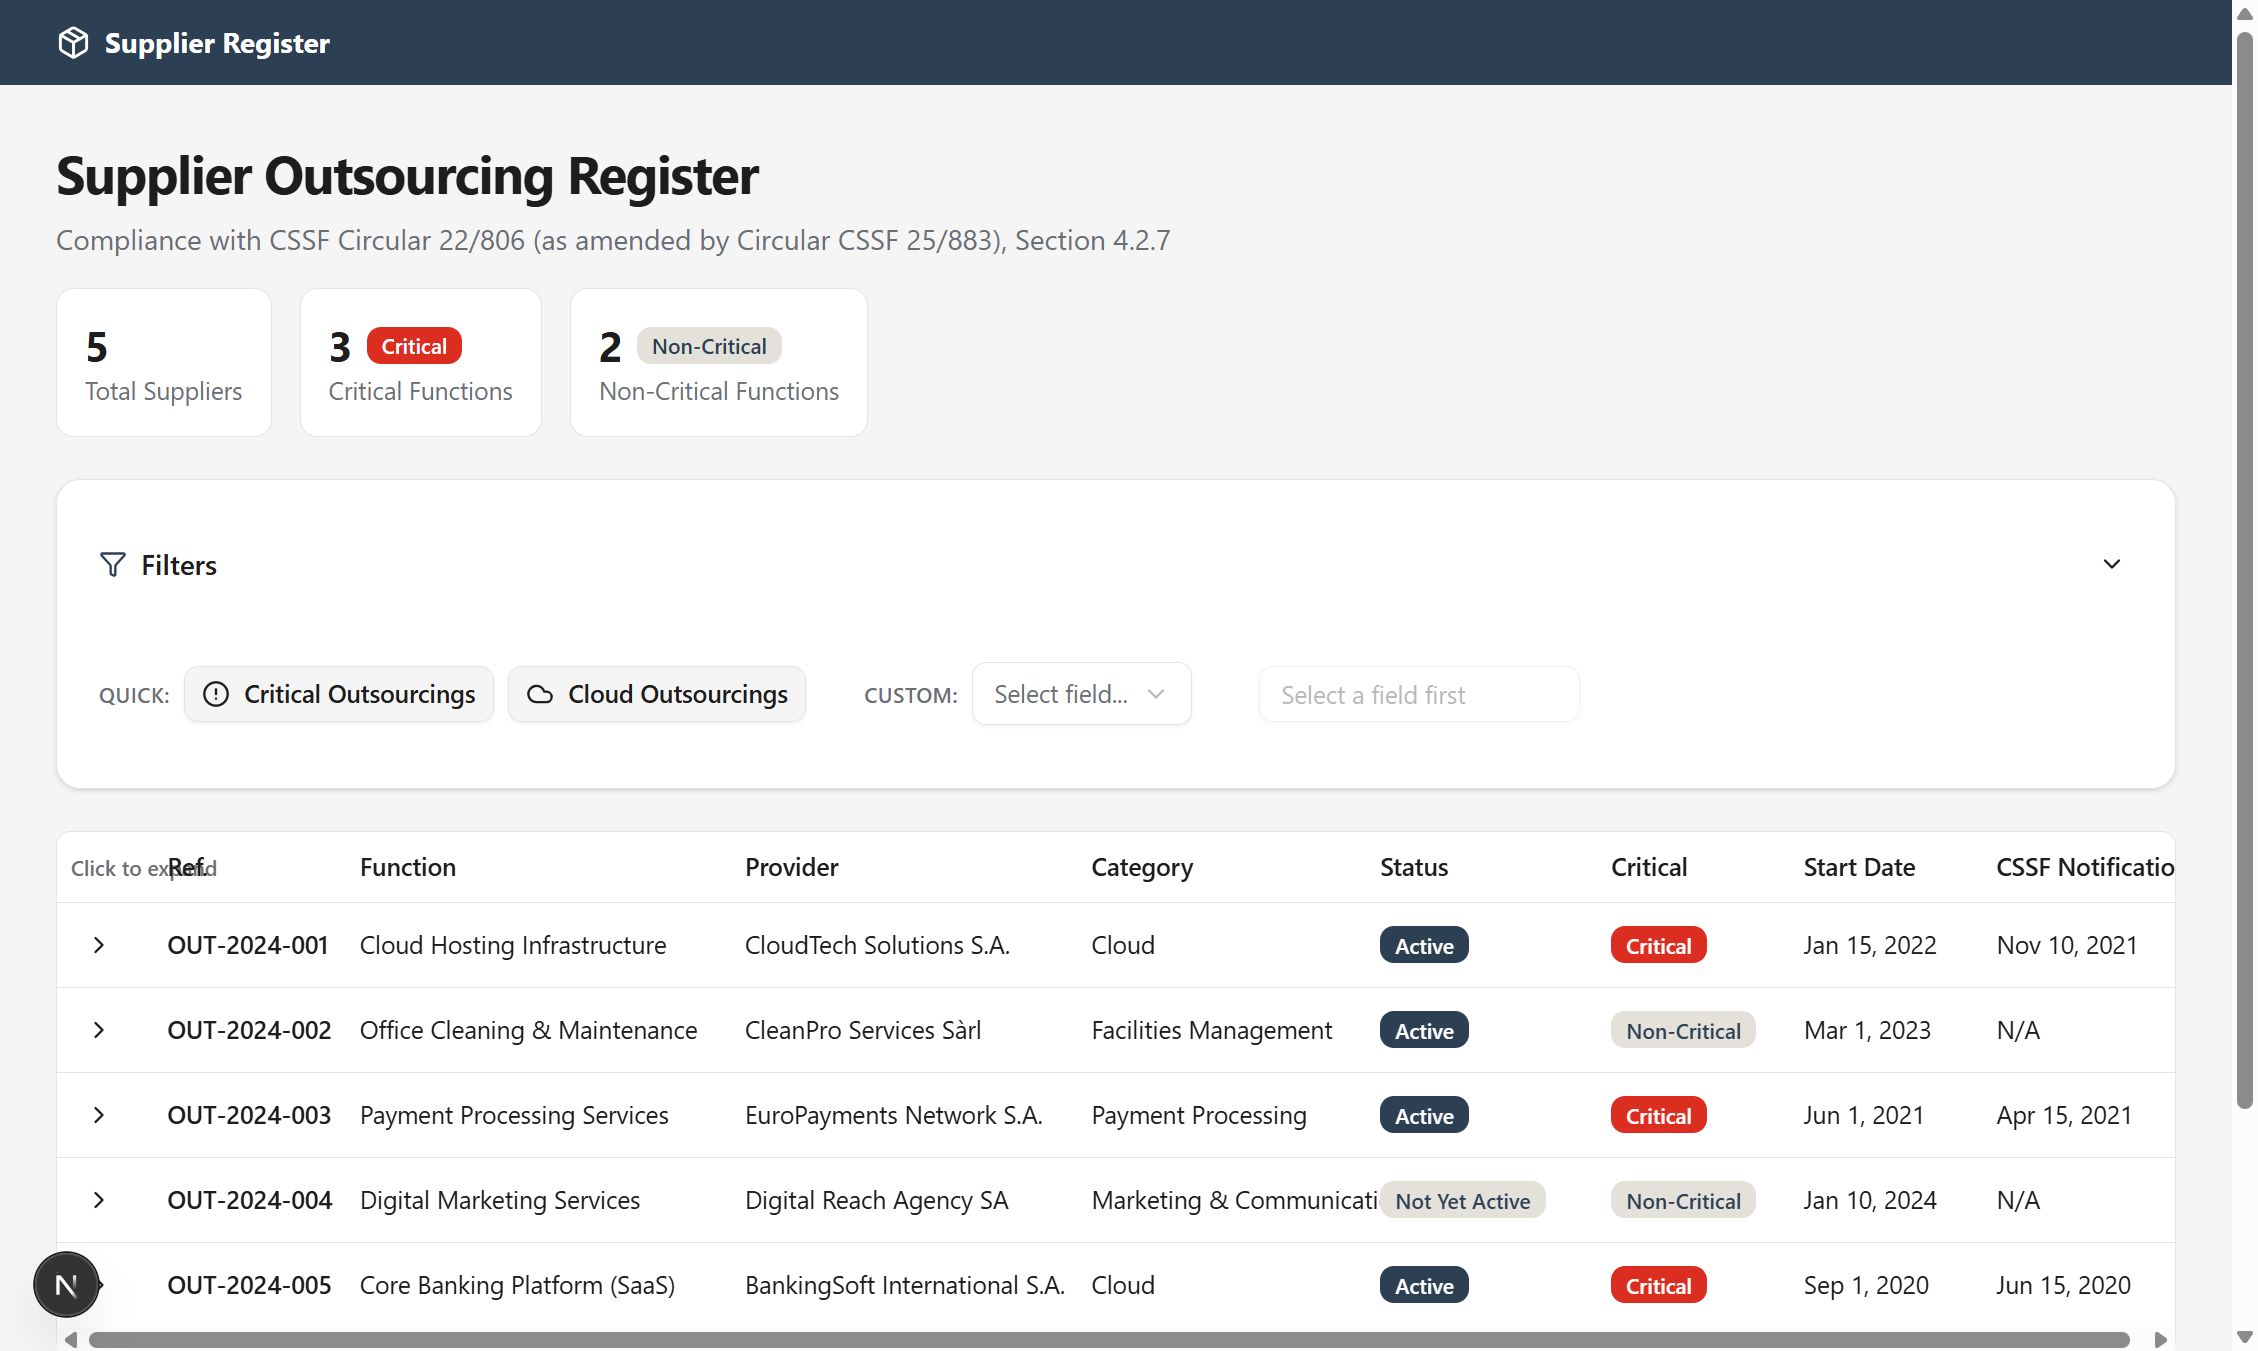 Supplier Register
Supplier Outsourcing Register
Compliance with CSSF Circular 22/806 (as amended by Circular CSSF 25/883), Section 4.2.7
5
Total Suppliers
3 Critical
Critical Functions
2 Non-Critical
Non-Critical Functions
Filters
QUICK: Critical Outsourcings Cloud Outsourcings CUSTOM: Select field... Select a field first
Click to expand Ref. Function Provider Category Status Critical Start Date CSSF Notificatio
OUT-2024-001 Cloud Hosting Infrastructure CloudTech Solutions S.A. Cloud Active Critical Jan 15, 2022 Nov 10, 2021
OUT-2024-002 Office Cleaning & Maintenance CleanPro Services Sàrl Facilities Management Active Non-Critical Mar 1, 2023 N/A
OUT-2024-003 Payment Processing Services EuroPayments Network S.A. Payment Processing Active Critical Jun 1, 2021 Apr 15, 2021
OUT-2024-004 Digital Marketing Services Digital Reach Agency SA Marketing & Communicati Not Yet Active Non-Critical Jan 10, 2024 N/A
N OUT-2024-005 Core Banking Platform (SaaS) BankingSoft International S.A. Cloud Active Critical Sep 1, 2020 Jun 15, 2020